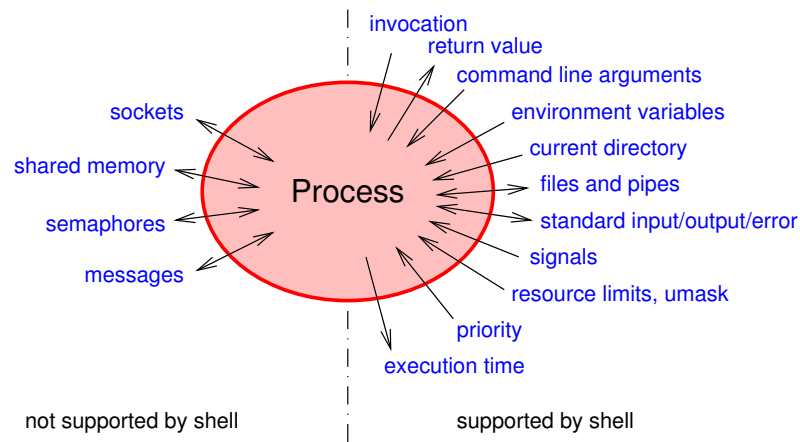 invocation
return value
command line arguments
environment variables
current directory
files and pipes
standard input/output/error
signals
resource limits, umask
priority
execution time
sockets
shared memory
semaphores
messages
Process
not supported by shell
supported by shell